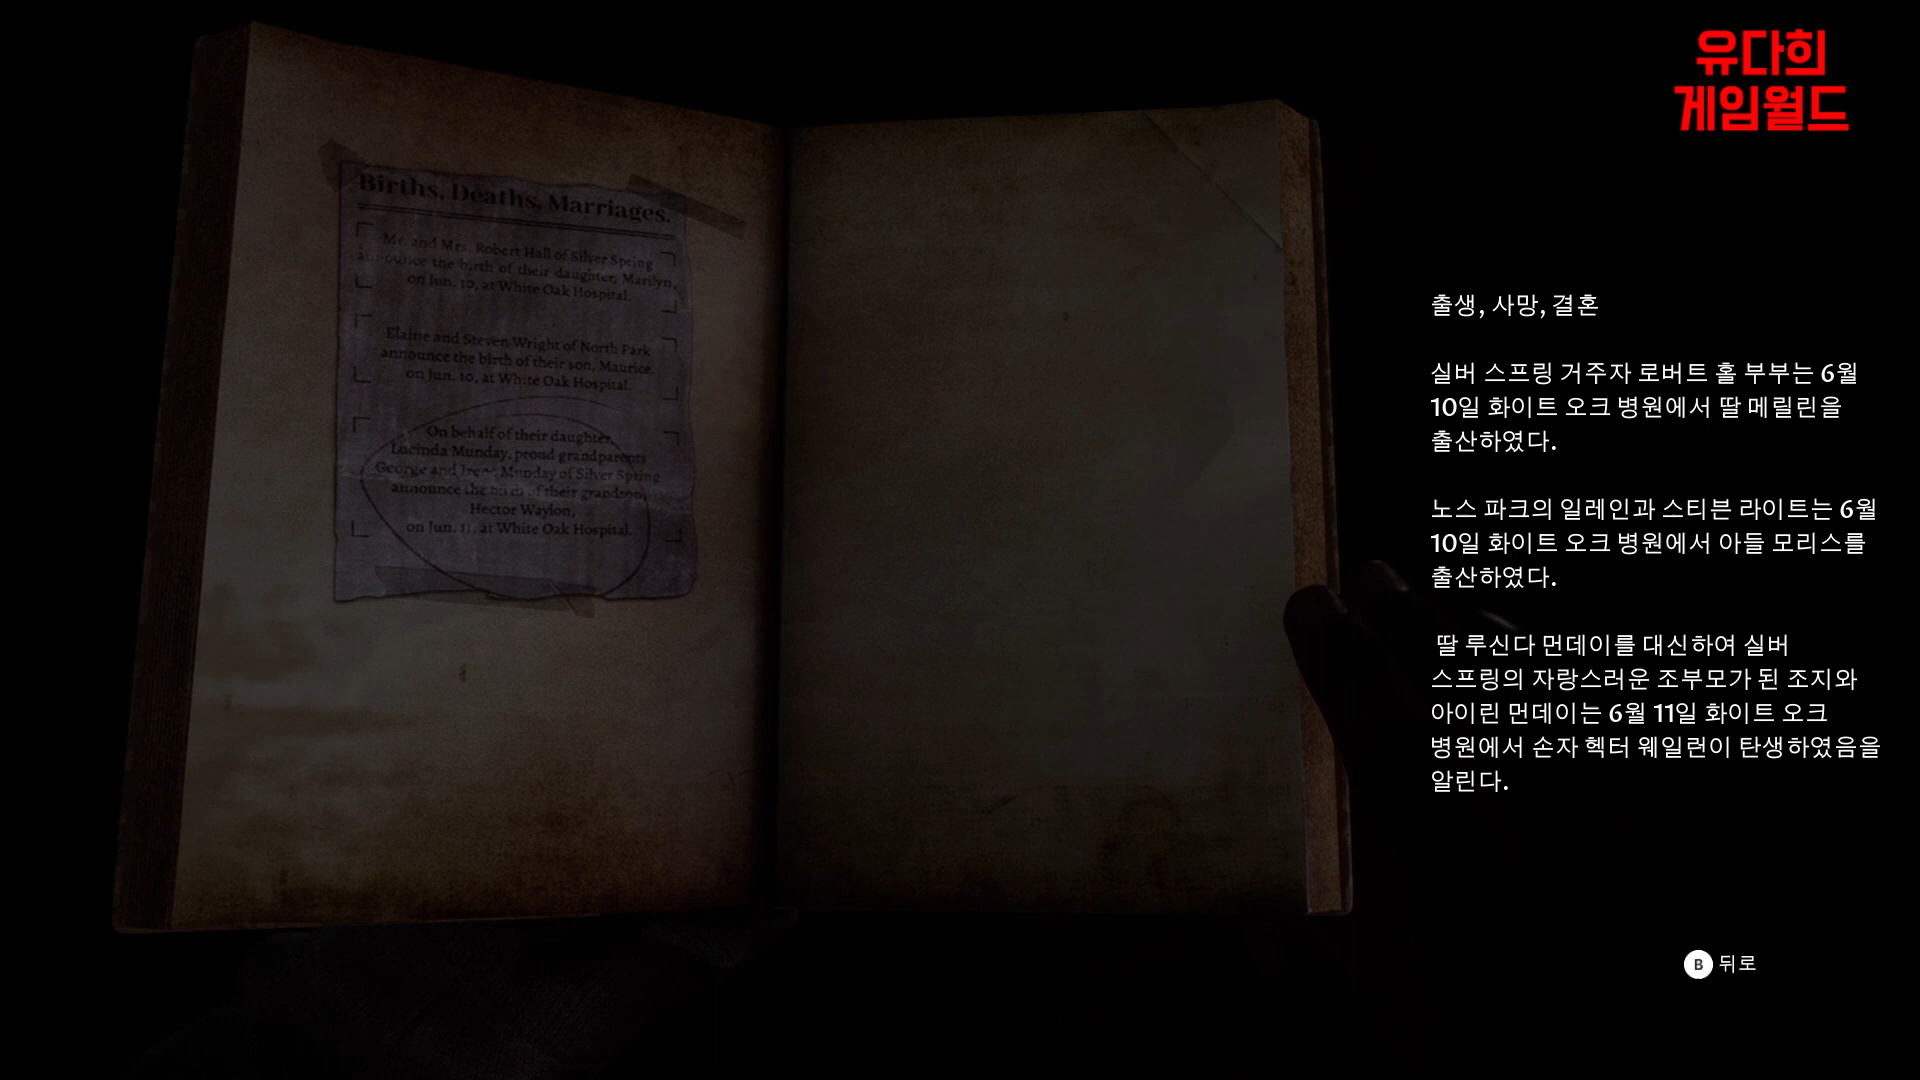 유다희
게임월드
Births, Deaths, Marriages.
Mr. and Mrs. Robert Hall of Silver Spring
announce the birth of their daughter, Marilyn,
on Jun. 10, at White Oak Hospital.
Elaine and Steven Wright of North Park
announce the birth of their son, Maurice,
on Jun. 10, at White Oak Hospital.
On behalf of their daughter,
Lucinda Munday, proud grandparents
George and Irene Munday of Silver Spring
announce the birth of their grandson,
Hector Waylon,
on Jun. 11, at White Oak Hospital.
출생, 사망, 결혼
실버 스프링 거주자 로버트 홀 부부는 6월
10일 화이트 오크 병원에서 딸 메릴린을
출산하였다.
노스 파크의 일레인과 스티븐 라이트는 6월
10일 화이트 오크 병원에서 아들 모리스를
출산하였다.
딸 루신다 먼데이를 대신하여 실버
스프링의 자랑스러운 조부모가 된 조지와
아이린 먼데이는 6월 11일 화이트 오크
병원에서 손자 헥터 웨일런이 탄생하였음을
알린다.
B 뒤로